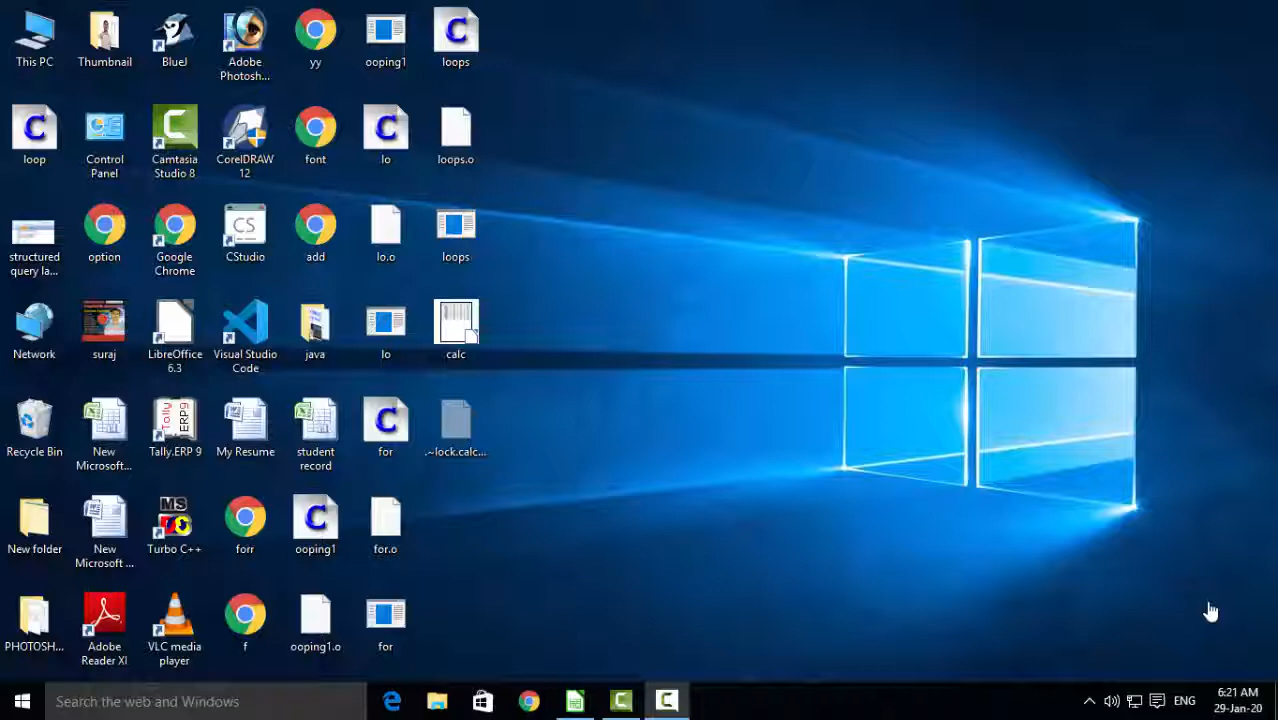 This PC
Thumbnail
BlueJ
Adobe
Photosh...
yy
ooping1
loops
loop
Control
Panel
Camtasia
Studio 8
CorelDRAW
12
font
lo
loops.o
structured
query la...
option
Google
Chrome
CS
CStudio
add
lo.o
loops
Network
suraj
LibreOffice
6.3
Visual Studio
Code
java
lo
calc
Recycle Bin
New
Microsoft...
Tally
ERP9
Tally.ERP 9
My Resume
student
record
for
.~lock.calc...
New folder
New
Microsoft ...
MS
Turbo C++
forr
ooping1
for.o
PHOTOSH...
Adobe
Reader XI
VLC media
player
f
ooping1.o
for
Search the web and Windows
ENG
6:21 AM
29-Jan-20